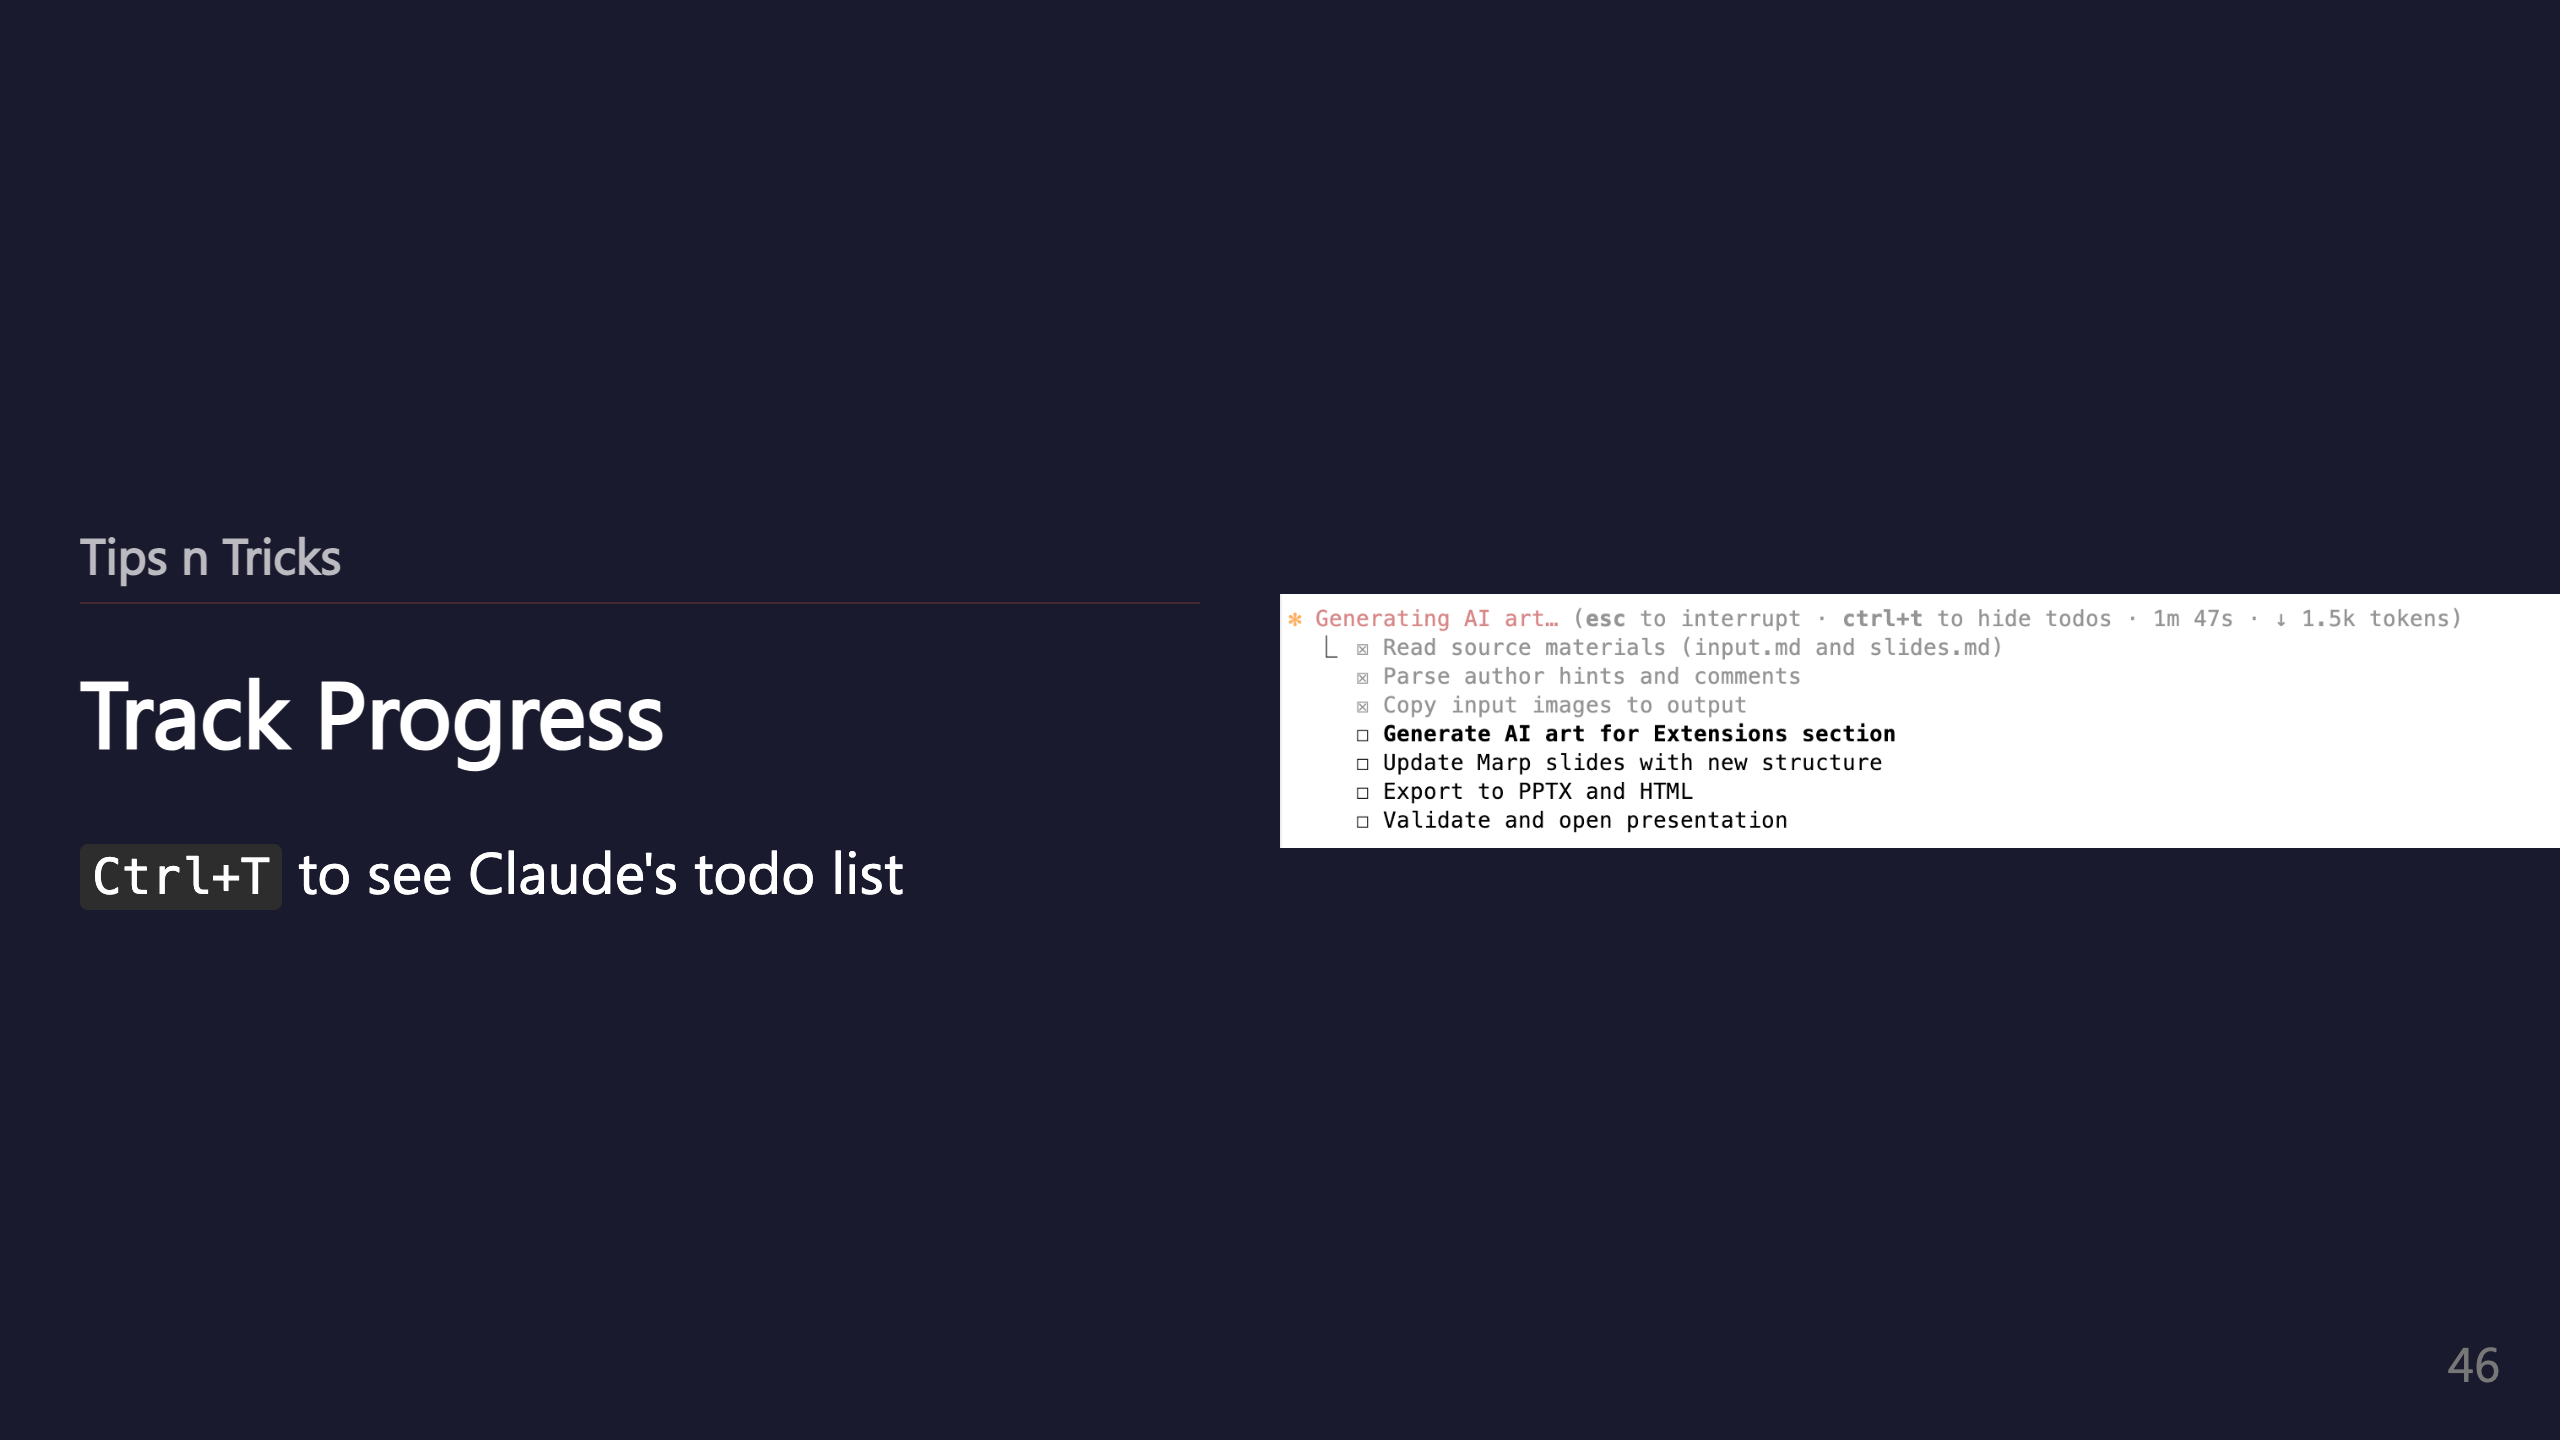 Tips n Tricks
Track Progress
Ctrl+T to see Claude's todo list
✻ Generating AI art… (esc to interrupt · ctrl+t to hide todos · 1m 47s · ↓ 1.5k tokens)
⎿ ☒ Read source materials (input.md and slides.md)
☒ Parse author hints and comments
☒ Copy input images to output
☐ Generate AI art for Extensions section
☐ Update Marp slides with new structure
☐ Export to PPTX and HTML
☐ Validate and open presentation
46